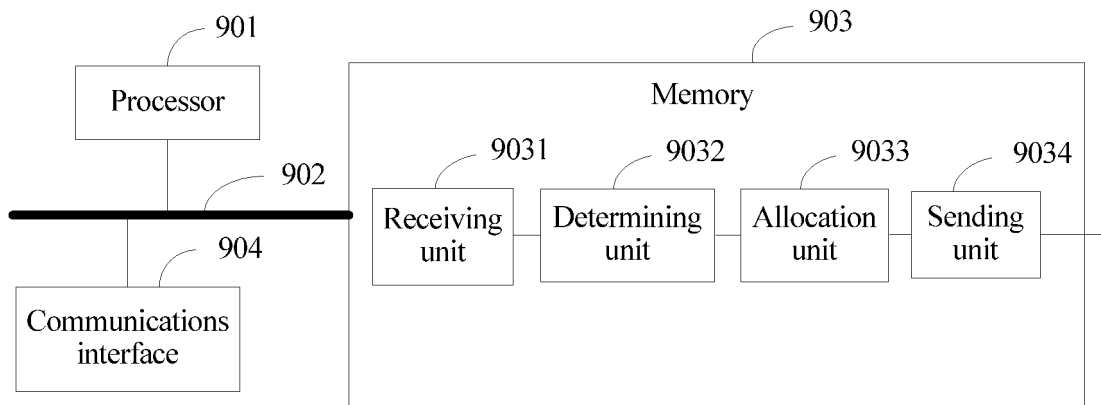 901
903
Processor
Memory
9031
9032
9033
9034
902
Receiving
unit
Determining
unit
Allocation
unit
Sending
unit
904
Communications
interface